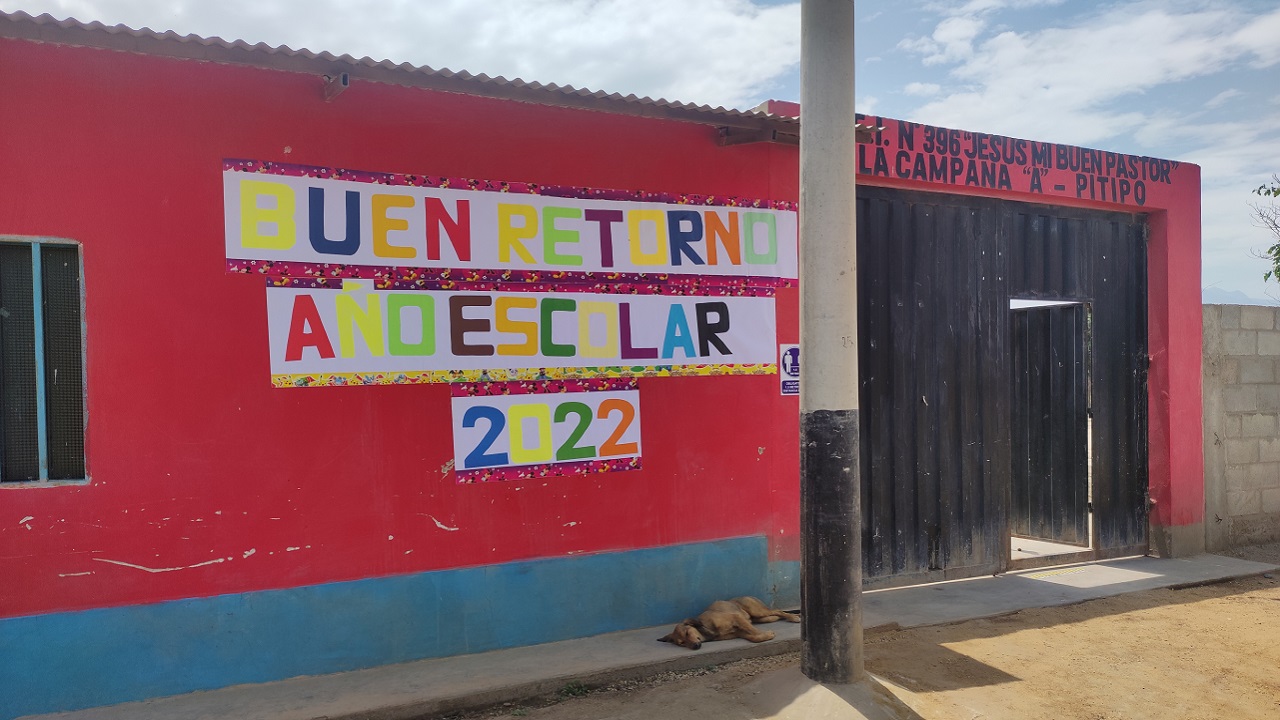 BUEN RETORNO
AÑO ESCOLAR
2022
.I. N° 396 "JESUS MI BUEN PASTOR"
LA CAMPANA "A" - PITIPO